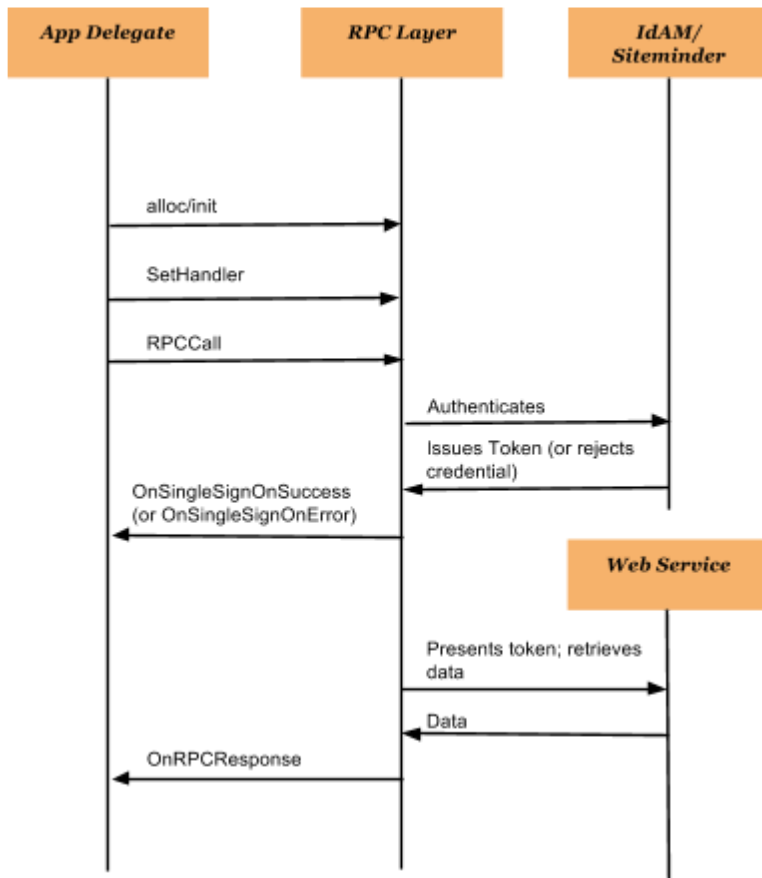 App Delegate
RPC Layer
IdAM/
Siteminder
alloc/init
SetHandler
RPCCall
Authenticates
Issues Token (or rejects
credential)
OnSingleSignOnSuccess
(or OnSingleSignOnError)
Web Service
Presents token; retrieves
data
Data
OnRPCResponse